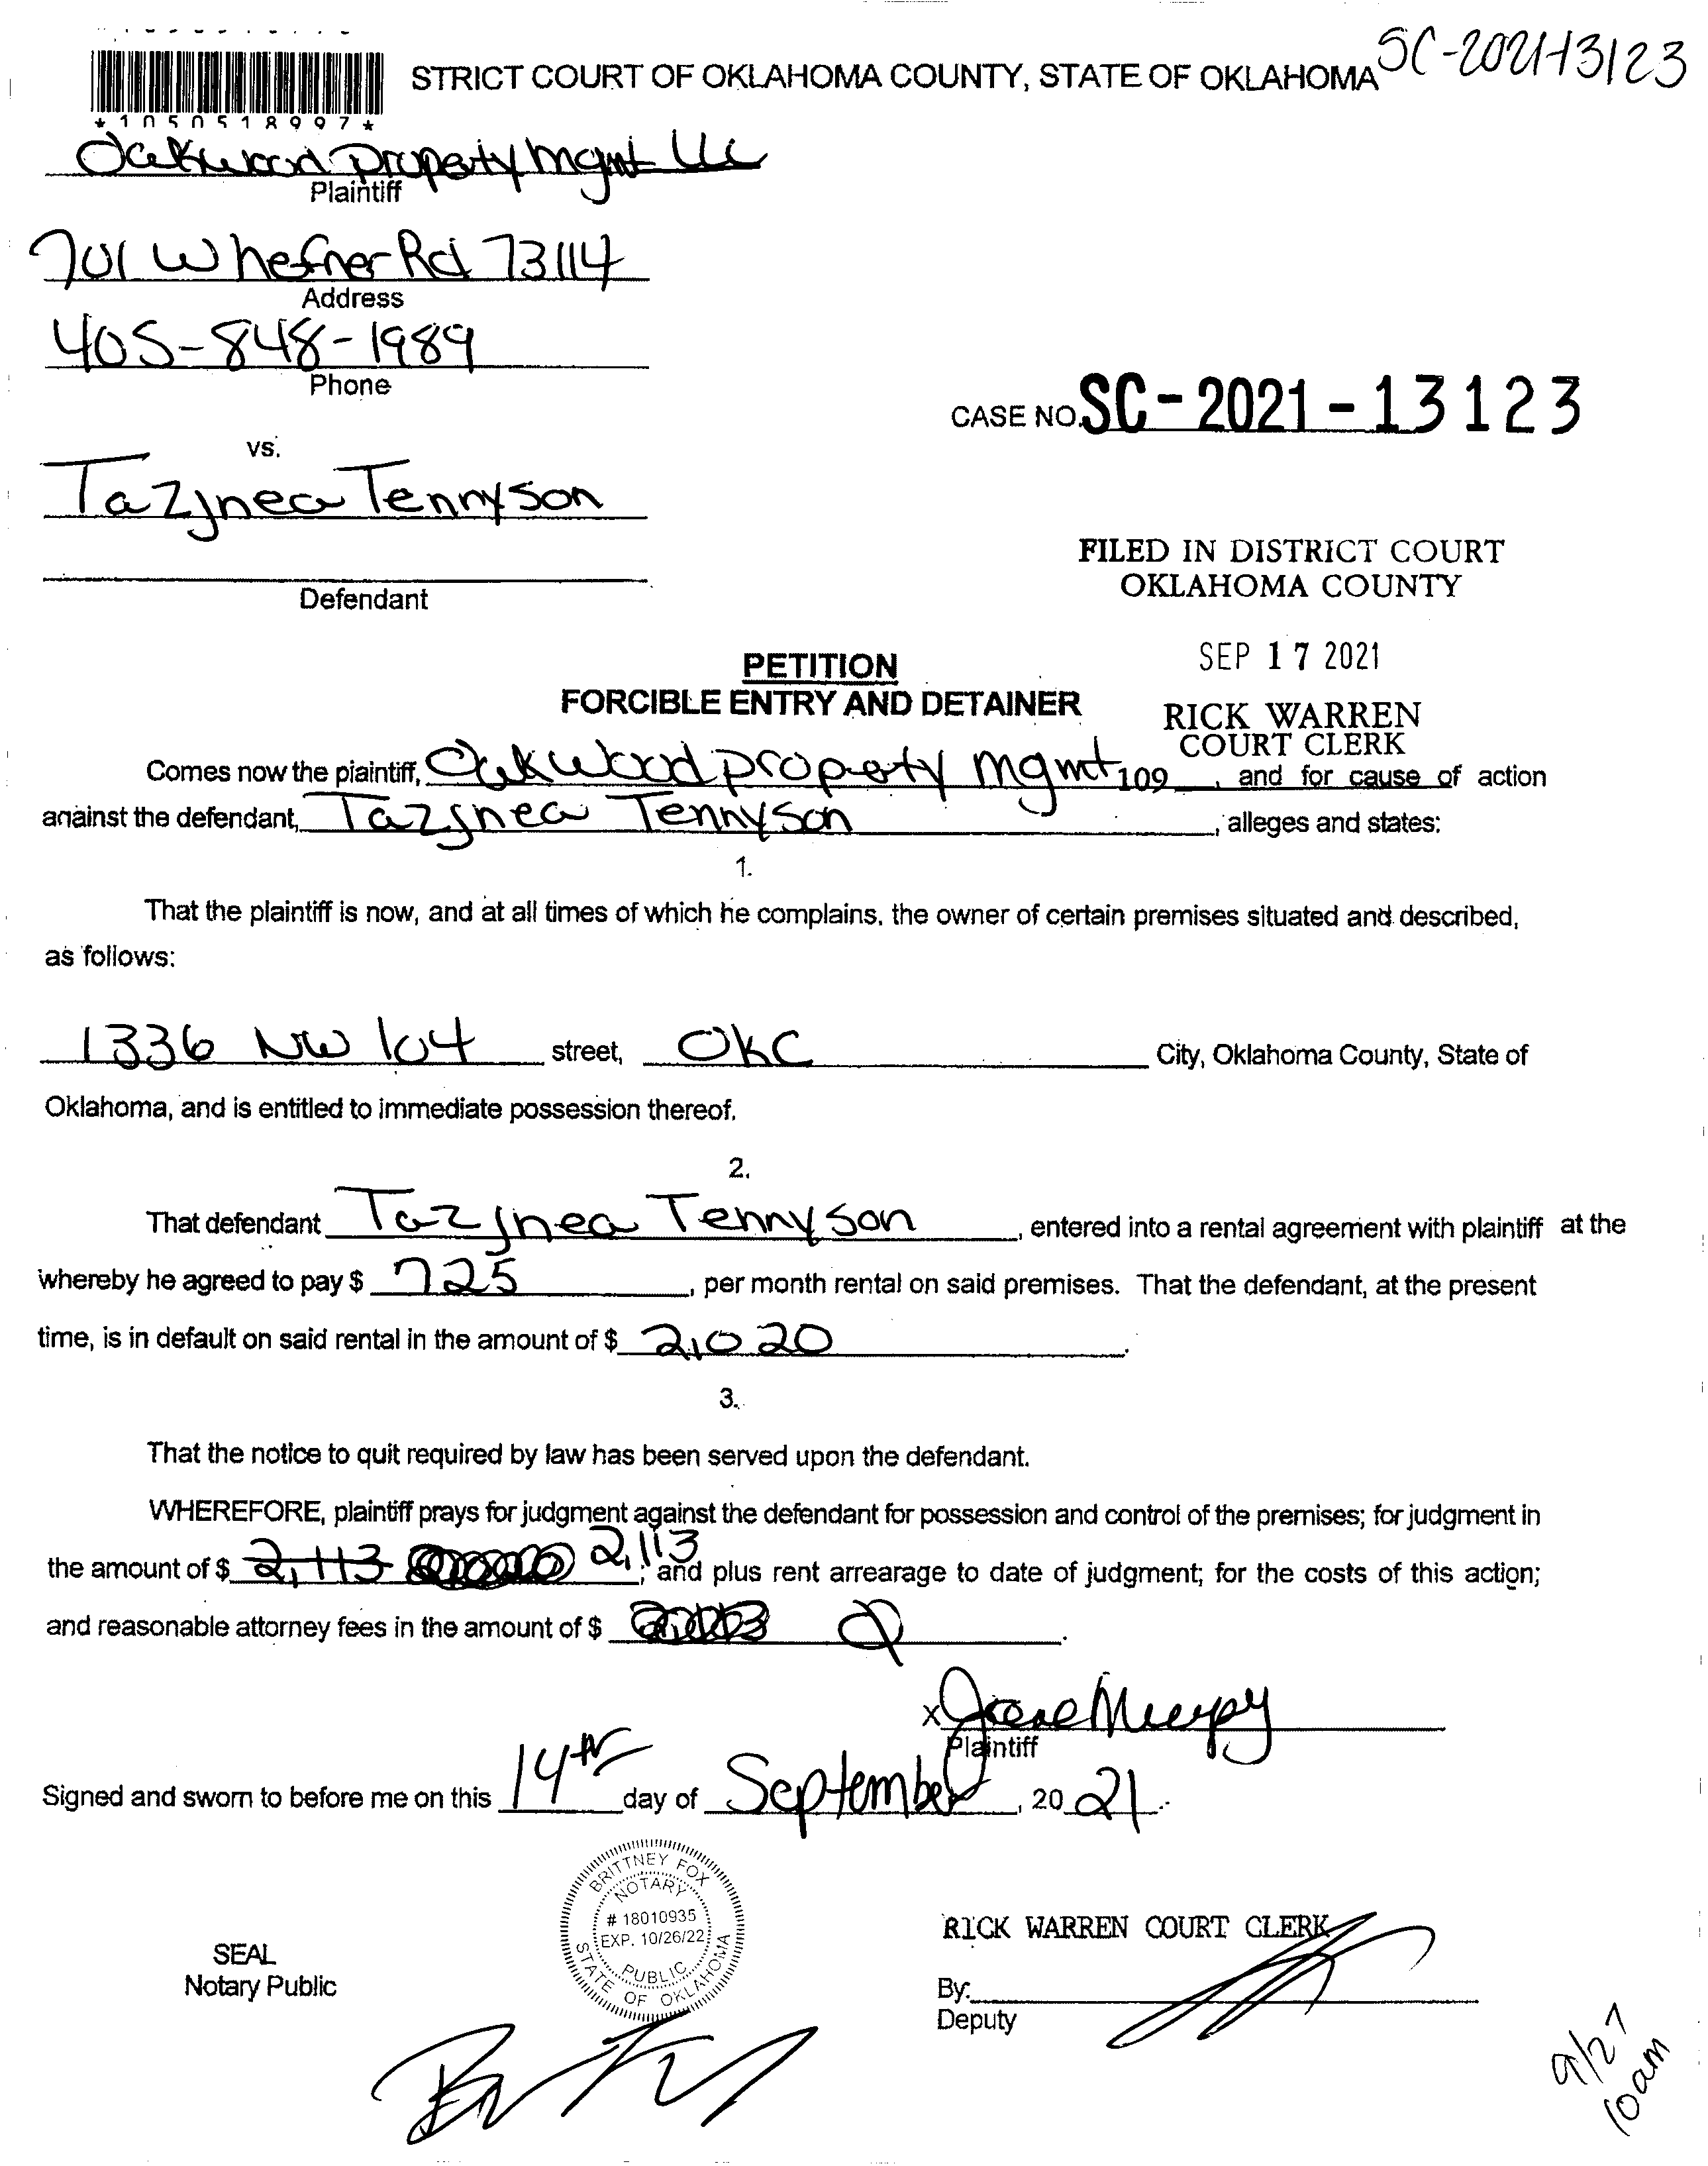 SC-2021-13123
STRICT COURT OF OKLAHOMA COUNTY, STATE OF OKLAHOMA
*1050518997*
Oakwood property mgmt LLC
Plaintiff
701 W hefner Rd 73114
Address
405-848-1989
Phone
CASE NO. SC-2021-13123
vs.
Tazjnea Tennyson
FILED IN DISTRICT COURT
OKLAHOMA COUNTY
Defendant
SEP 17 2021
PETITION
FORCIBLE ENTRY AND DETAINER
RICK WARREN
COURT CLERK
Comes now the plaintiff, Oakwood property mgmt 109, and for cause of action
against the defendant, Tazjnea Tennyson, alleges and states:
1.
That the plaintiff is now, and at all times of which he complains, the owner of certain premises situated and described,
as follows:
1336 NW 104 street, OKC City, Oklahoma County, State of
Oklahoma, and is entitled to immediate possession thereof.
2.
That defendant Tazjnea Tennyson, entered into a rental agreement with plaintiff at the
whereby he agreed to pay $ 725, per month rental on said premises. That the defendant, at the present
time, is in default on said rental in the amount of $ 2,020.
3.
That the notice to quit required by law has been served upon the defendant.
WHEREFORE, plaintiff prays for judgment against the defendant for possession and control of the premises; for judgment in
the amount of $ 2,113 2,113; and plus rent arrearage to date of judgment; for the costs of this action;
and reasonable attorney fees in the amount of $
x
Plaintiff
Signed and sworn to before me on this 14th day of September, 20 21.
BRITTNEY FOX
NOTARY
# 18010935
EXP. 10/26/22
PUBLIC
STATE OF OKLAHOMA
SEAL
Notary Public
RICK WARREN COURT CLERK
By:
Deputy
9/27
10am